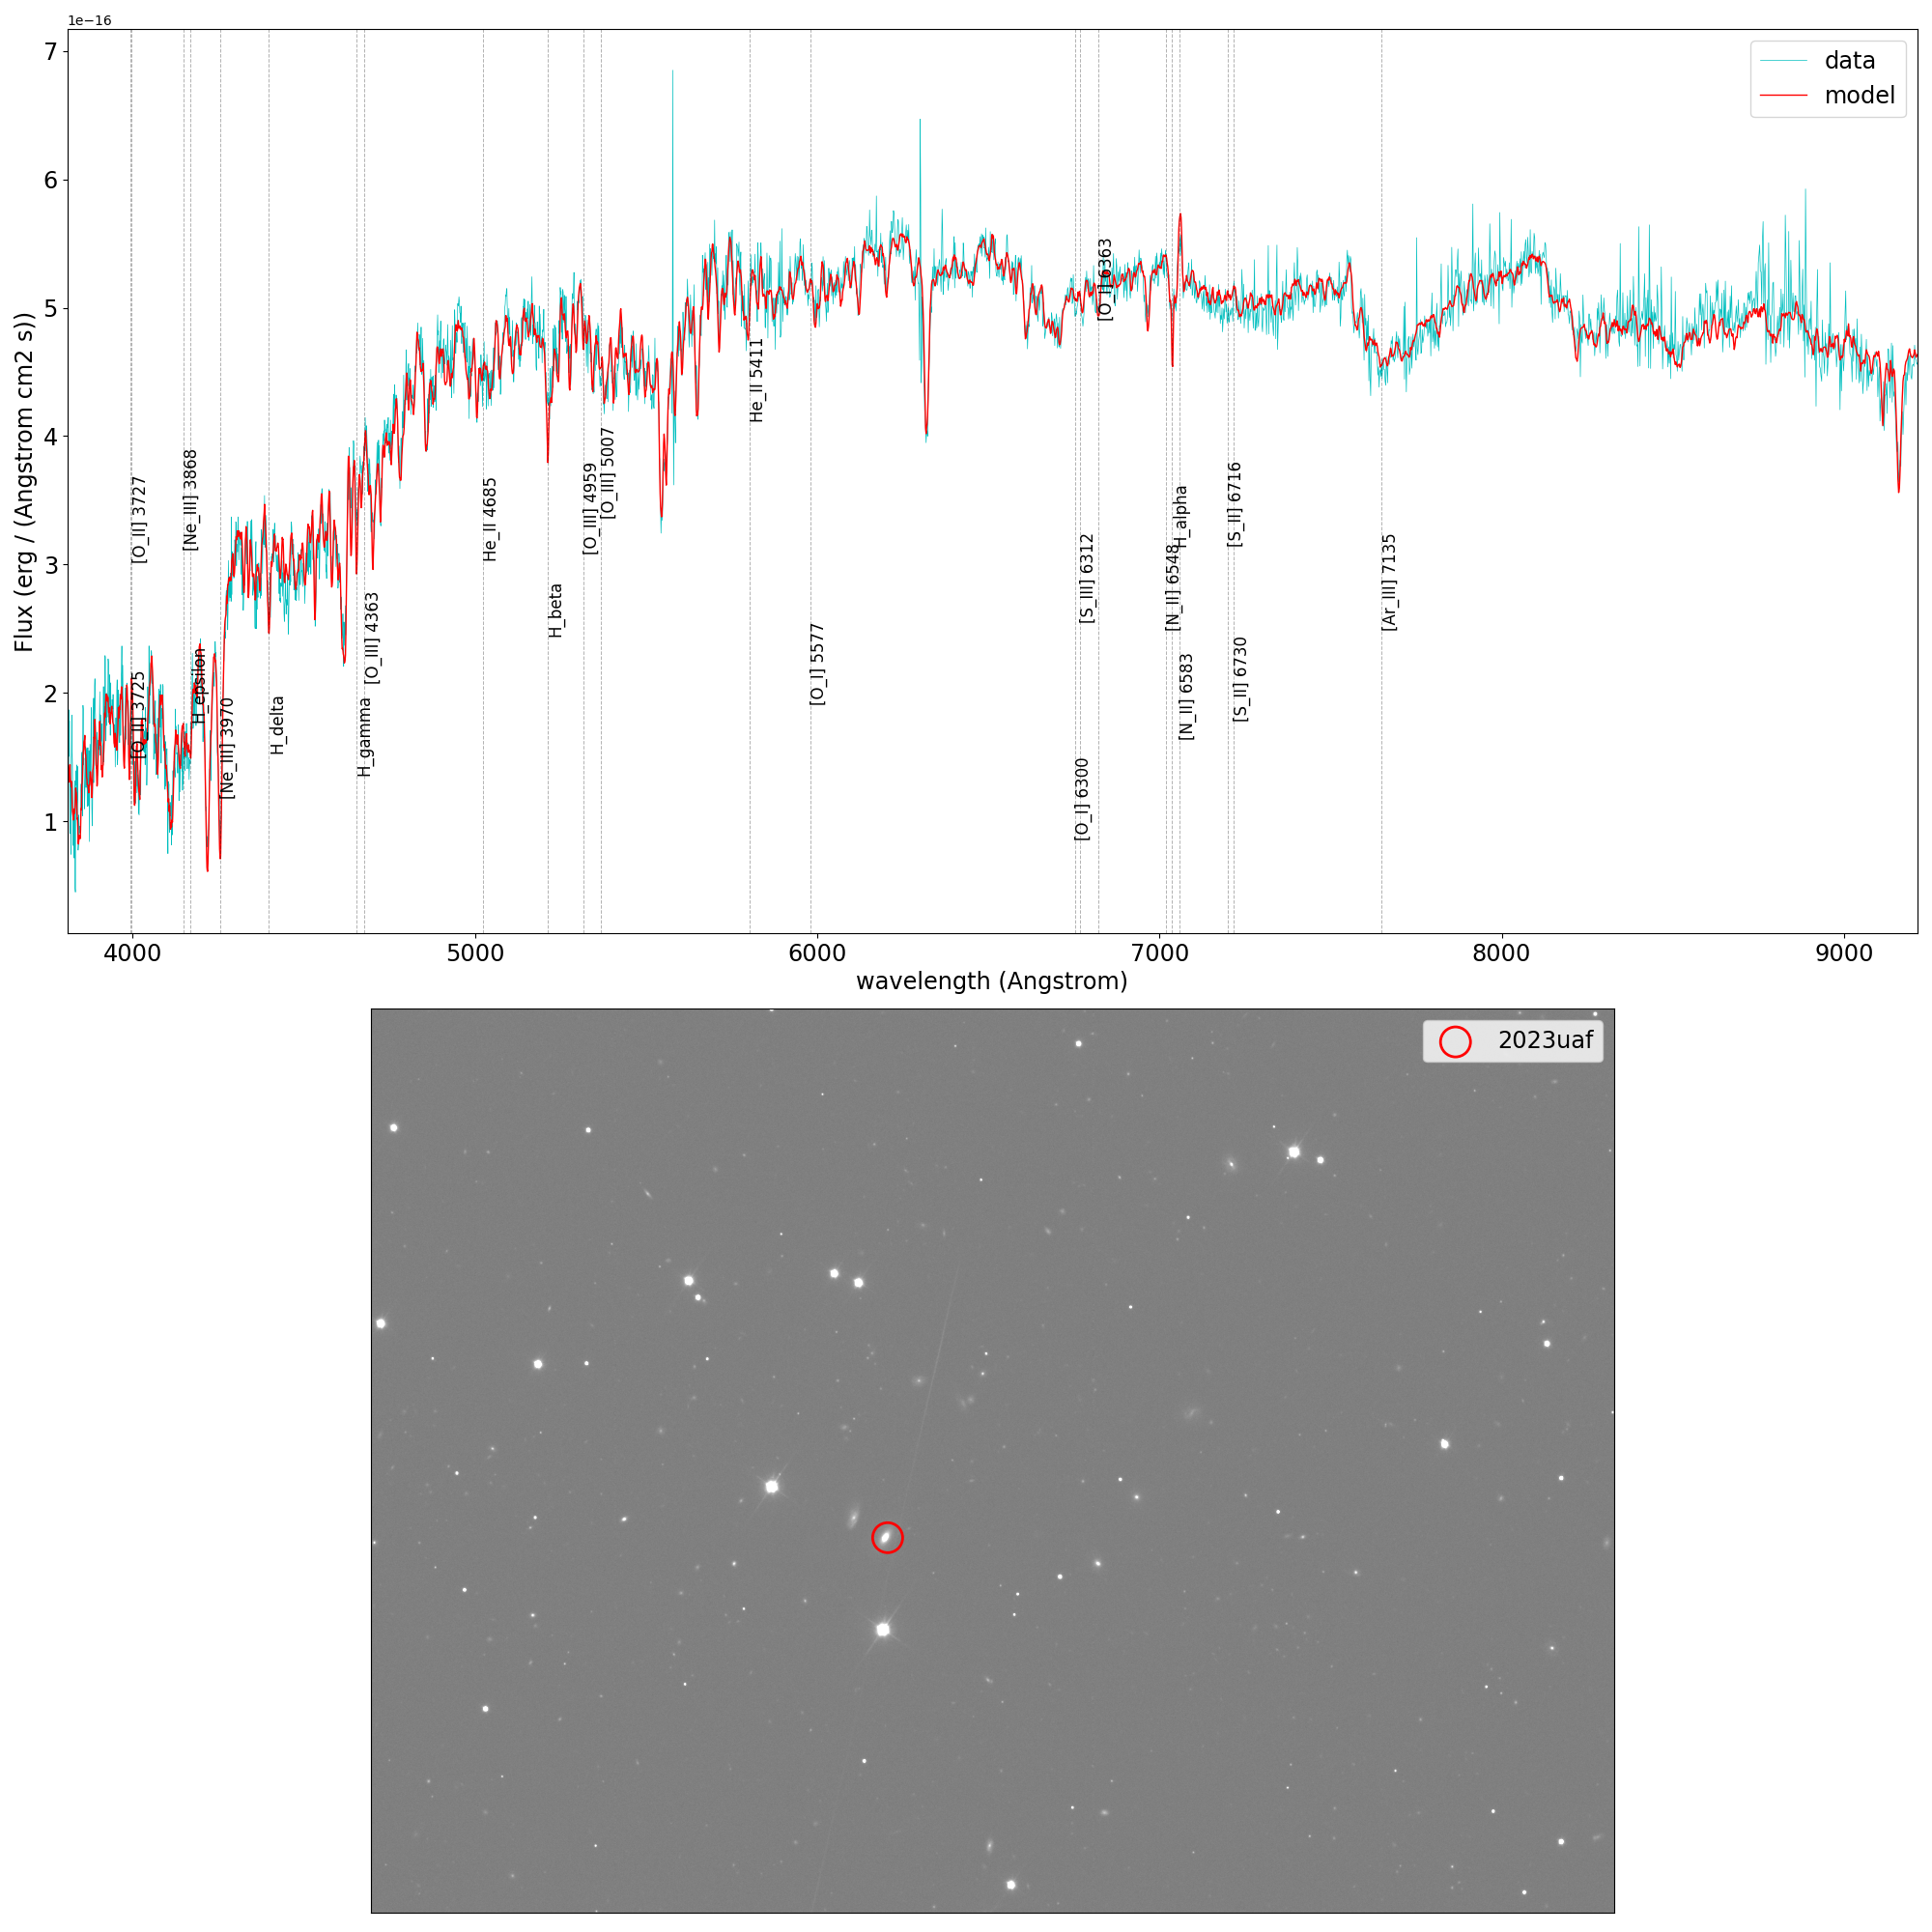 1e−16
7
6
5
4
3
2
1
Flux (erg / (Angstrom cm2 s))
data
model
[O_II] 3727
[O_II] 3725
[Ne_III] 3868
H_epsilon
[Ne_III] 3970
H_delta
H_gamma
[O_III] 4363
He_II 4685
H_beta
[O_III] 4959
[O_III] 5007
He_II 5411
[O_I] 5577
[O_I] 6300
[S_III] 6312
[O_I] 6363
[N_II] 6548
H_alpha
[N_II] 6583
[S_II] 6716
[S_II] 6730
[Ar_III] 7135
4000
5000
6000
7000
8000
9000
wavelength (Angstrom)
2023uaf